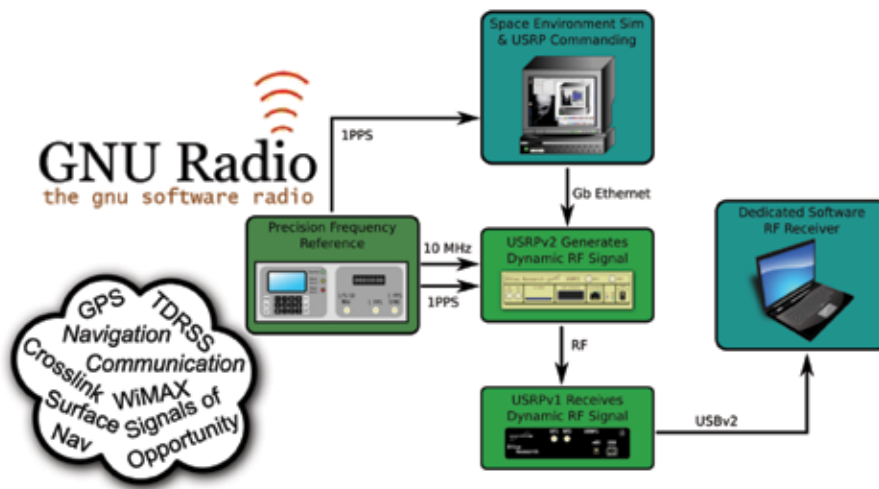 Space Environment Sim
& USRP Commanding
1PPS
GNU Radio
the gnu software radio
Gb Ethernet
Precision Frequency
Reference
10 MHz
1PPS
USRPv2 Generates
Dynamic RF Signal
Dedicated Software
RF Receiver
RF
USRPv1 Receives
Dynamic RF Signal
USBv2
GPS
TDRSS
Navigation
Communication
Crosslink
WiMAX
Surface
Nav
Signals of
Opportunity